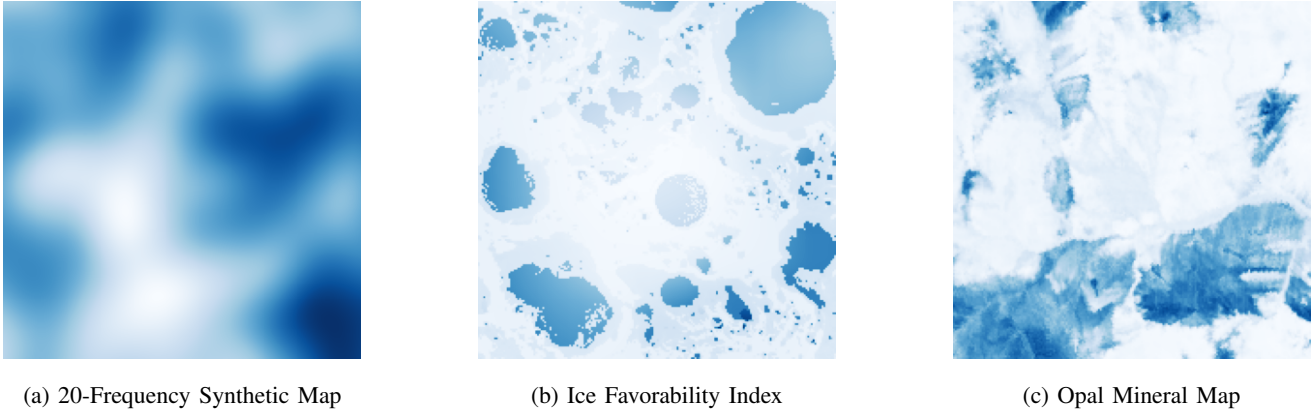 (a) 20-Frequency Synthetic Map
(b) Ice Favorability Index
(c) Opal Mineral Map